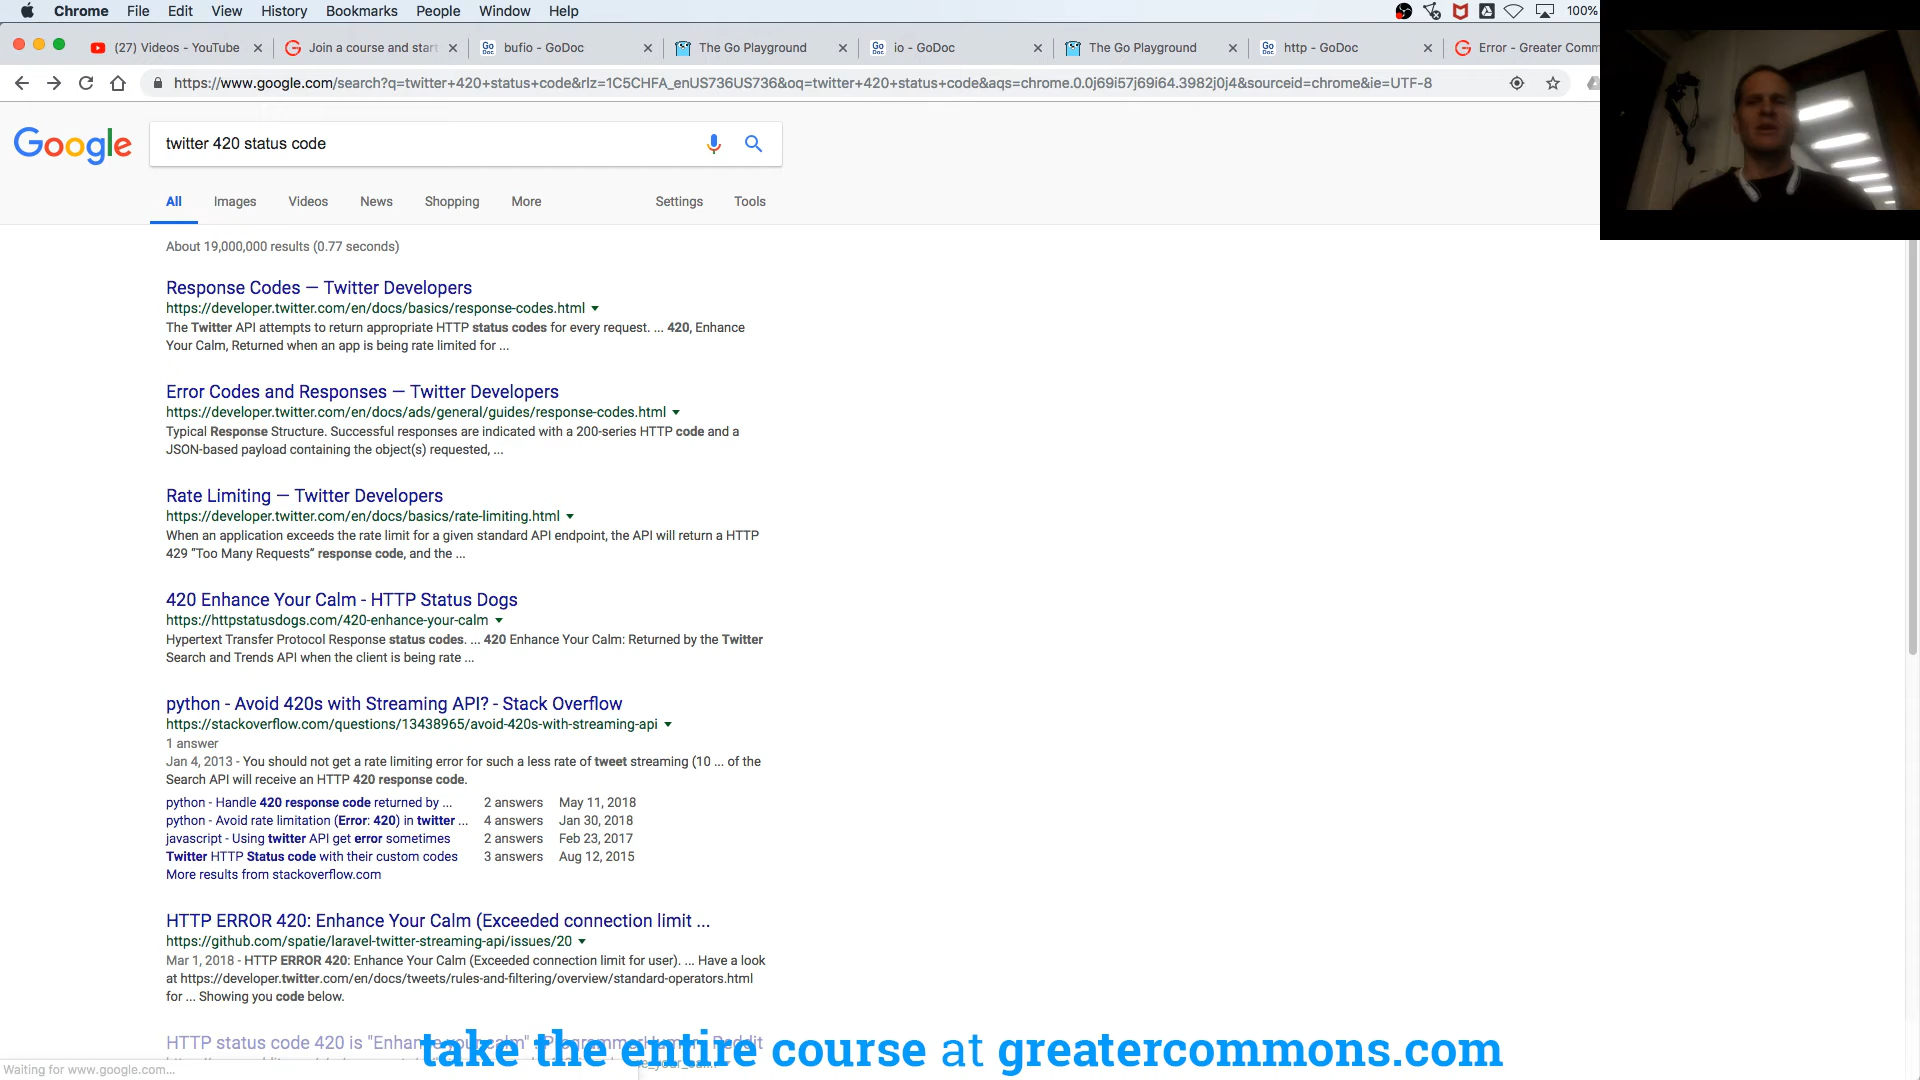 Chrome File Edit View History Bookmarks People Window Help 100%
(27) Videos - YouTube Join a course and start bufio - GoDoc The Go Playground io - GoDoc The Go Playground http - GoDoc Error - Greater Comm
https://www.google.com/search?q=twitter+420+status+code&rlz=1C5CHFA_enUS736US736&oq=twitter+420+status+code&aqs=chrome.0.0j69i57j69i64.3982j0j4&sourceid=chrome&ie=UTF-8
Google
twitter 420 status code
All Images Videos News Shopping More Settings Tools
About 19,000,000 results (0.77 seconds)
Response Codes — Twitter Developers
https://developer.twitter.com/en/docs/basics/response-codes.html
The Twitter API attempts to return appropriate HTTP status codes for every request. ... 420, Enhance
Your Calm, Returned when an app is being rate limited for ...
Error Codes and Responses — Twitter Developers
https://developer.twitter.com/en/docs/ads/general/guides/response-codes.html
Typical Response Structure. Successful responses are indicated with a 200-series HTTP code and a
JSON-based payload containing the object(s) requested, ...
Rate Limiting — Twitter Developers
https://developer.twitter.com/en/docs/basics/rate-limiting.html
When an application exceeds the rate limit for a given standard API endpoint, the API will return a HTTP
429 “Too Many Requests” response code, and the ...
420 Enhance Your Calm - HTTP Status Dogs
https://httpstatusdogs.com/420-enhance-your-calm
Hypertext Transfer Protocol Response status codes. ... 420 Enhance Your Calm: Returned by the Twitter
Search and Trends API when the client is being rate ...
python - Avoid 420s with Streaming API? - Stack Overflow
https://stackoverflow.com/questions/13438965/avoid-420s-with-streaming-api
1 answer
Jan 4, 2013 - You should not get a rate limiting error for such a less rate of tweet streaming (10 ... of the
Search API will receive an HTTP 420 response code.
python - Handle 420 response code returned by ... 2 answers May 11, 2018
python - Avoid rate limitation (Error: 420) in twitter ... 4 answers Jan 30, 2018
javascript - Using twitter API get error sometimes 2 answers Feb 23, 2017
Twitter HTTP Status code with their custom codes 3 answers Aug 12, 2015
More results from stackoverflow.com
HTTP ERROR 420: Enhance Your Calm (Exceeded connection limit ...
https://github.com/spatie/laravel-twitter-streaming-api/issues/20
Mar 1, 2018 - HTTP ERROR 420: Enhance Your Calm (Exceeded connection limit for user). ... Have a look
at https://developer.twitter.com/en/docs/tweets/rules-and-filtering/overview/standard-operators.html
for ... Showing you code below.
HTTP status code 420 is "Enhance your calm" : ProgrammerHumor - Reddit
take the entire course at greatercommons.com
Waiting for www.google.com...